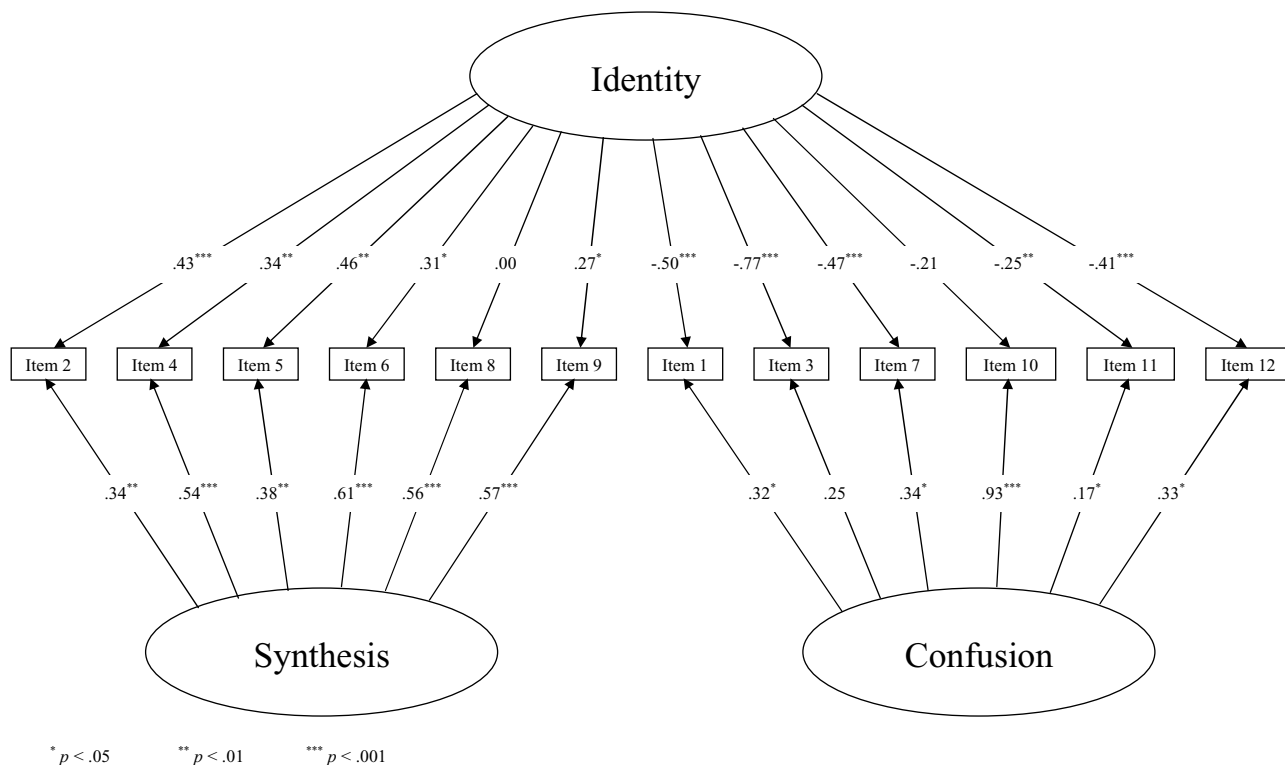 Identity
.43*** .34** .46** .31* .00 .27* -.50*** -.77*** -.47*** -.21 -.25** -.41***
Item 2 Item 4 Item 5 Item 6 Item 8 Item 9 Item 1 Item 3 Item 7 Item 10 Item 11 Item 12
.34** .54*** .38** .61*** .56*** .57*** .32* .25 .34* .93*** .17* .33*
Synthesis Confusion
* p < .05 ** p < .01 *** p < .001